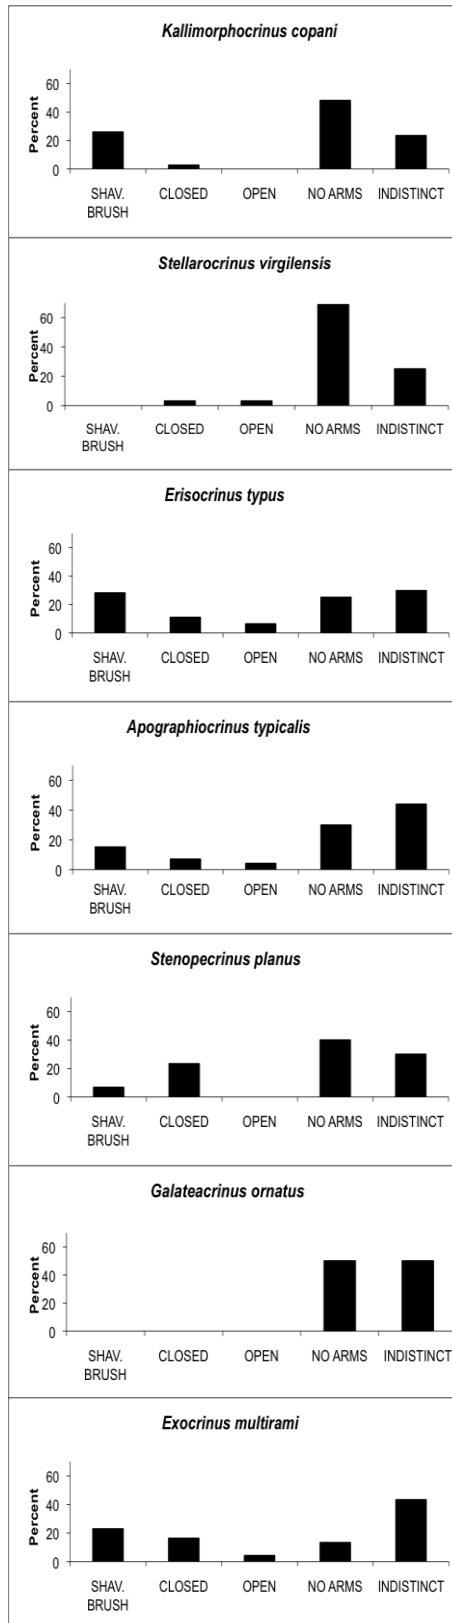 Kallimorphocrinus copani
Percent
60
40
20
0
SHAV. BRUSH
CLOSED
OPEN
NO ARMS
INDISTINCT
Stellarocrinus virgilensis
Percent
60
40
20
0
SHAV. BRUSH
CLOSED
OPEN
NO ARMS
INDISTINCT
Erisocrinus typus
Percent
60
40
20
0
SHAV. BRUSH
CLOSED
OPEN
NO ARMS
INDISTINCT
Apographiocrinus typicalis
Percent
60
40
20
0
SHAV. BRUSH
CLOSED
OPEN
NO ARMS
INDISTINCT
Stenopecrinus planus
Percent
60
40
20
0
SHAV. BRUSH
CLOSED
OPEN
NO ARMS
INDISTINCT
Galateacrinus ornatus
Percent
60
40
20
0
SHAV. BRUSH
CLOSED
OPEN
NO ARMS
INDISTINCT
Exocrinus multirami
Percent
60
40
20
0
SHAV. BRUSH
CLOSED
OPEN
NO ARMS
INDISTINCT